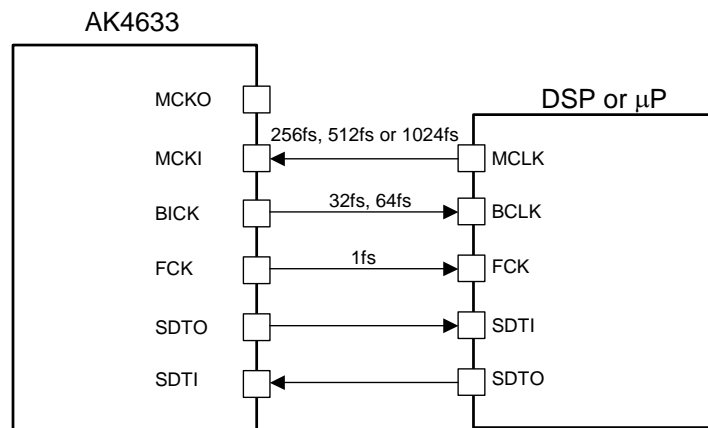 AK4633
DSP or μP
MCKO
256fs, 512fs or 1024fs
MCKI
MCLK
32fs, 64fs
BICK
BCLK
1fs
FCK
FCK
SDTO
SDTI
SDTI
SDTO